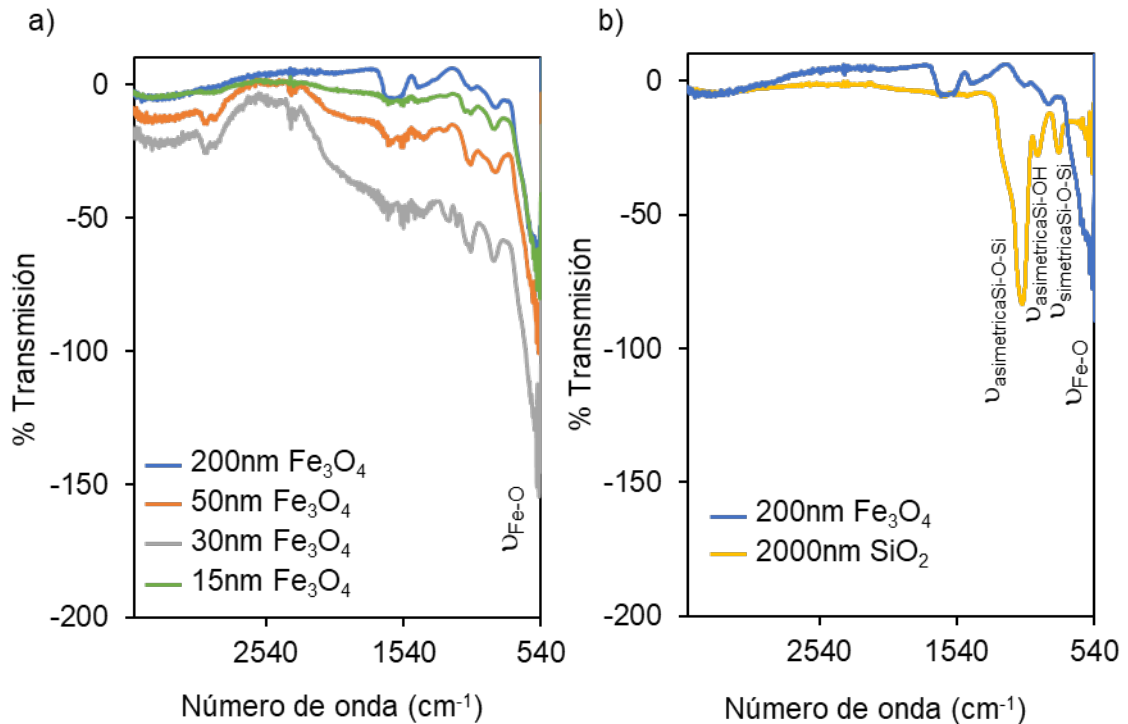 a)
0
-50
-100
-150
-200
% Transmisión
2540
1540
540
Número de onda (cm⁻¹)
200nm Fe₃O₄
50nm Fe₃O₄
30nm Fe₃O₄
15nm Fe₃O₄
υFe-O
b)
0
-50
-100
-150
-200
% Transmisión
2540
1540
540
Número de onda (cm⁻¹)
200nm Fe₃O₄
2000nm SiO₂
υasimetricaSi-O-Si
υasimetricaSi-OH
υsimetricaSi-O-Si
υFe-O